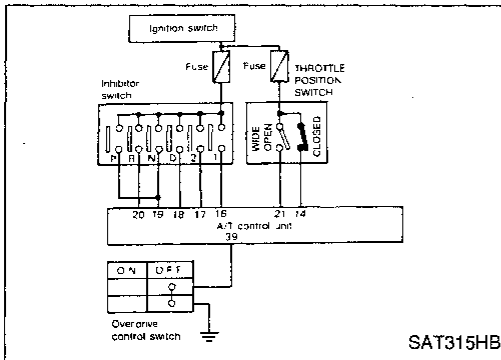 Ignition switch
Fuse
Fuse
THROTTLE
POSITION
SWITCH
Inhibitor
switch
WIDE
OPEN
CLOSED
P R N D 2 1
20 19 18 17 16 21 14
A/T control unit
39
ON OFF
Overdrive
control switch
SAT315HB